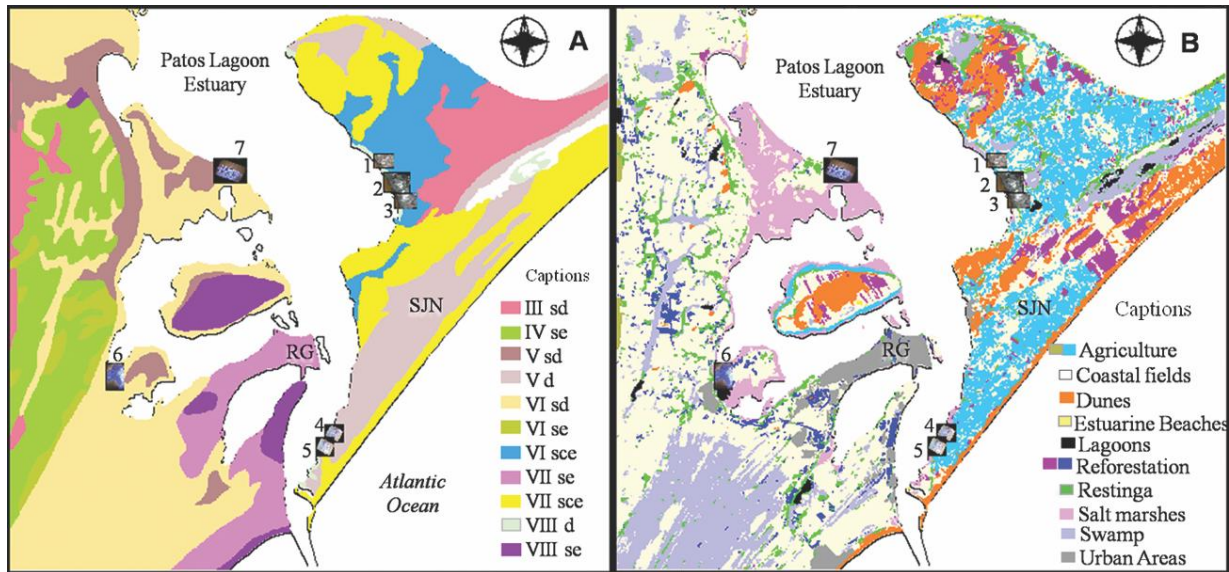 A
Patos Lagoon
Estuary
7
1
2
3
SJN
RG
6
4
5
Atlantic
Ocean
Captions
III sd
IV se
V sd
V d
VI sd
VI se
VI sce
VII se
VII sce
VIII d
VIII se
B
Patos Lagoon
Estuary
7
1
2
3
SJN
RG
6
4
5
Captions
Agriculture
Coastal fields
Dunes
Estuarine Beaches
Lagoons
Reforestation
Restinga
Salt marshes
Swamp
Urban Areas